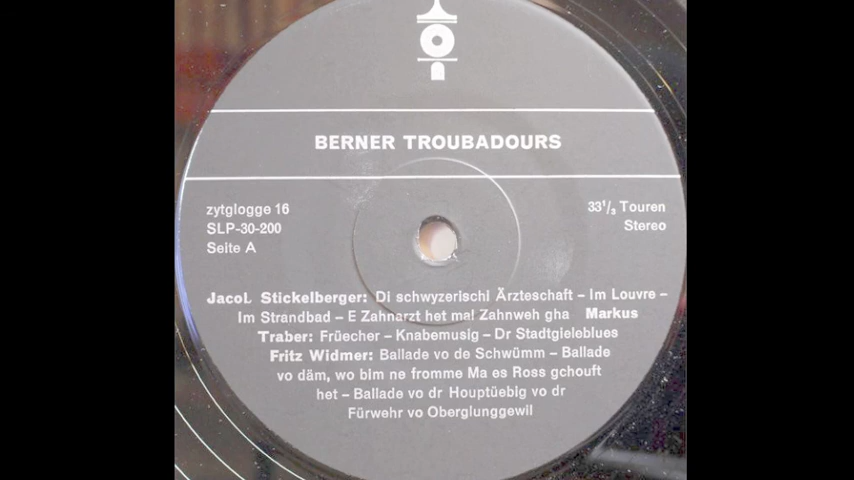 BERNER TROUBADOURS
zytglogge 16
SLP-30-200
Seite A
33¹/₃ Touren
Stereo
Jacob Stickelberger: Di schwyzerischi Ärzteschaft – Im Louvre –
Im Strandbad – E Zahnarzt het mal Zahnweh gha Markus
Traber: Früecher – Knabemusig – Dr Stadtgieleblues
Fritz Widmer: Ballade vo de Schwümm – Ballade
vo däm, wo bim ne fromme Ma es Ross gchouft
het – Ballade vo dr Houptüebig vo dr
Fürwehr vo Oberglunggewil